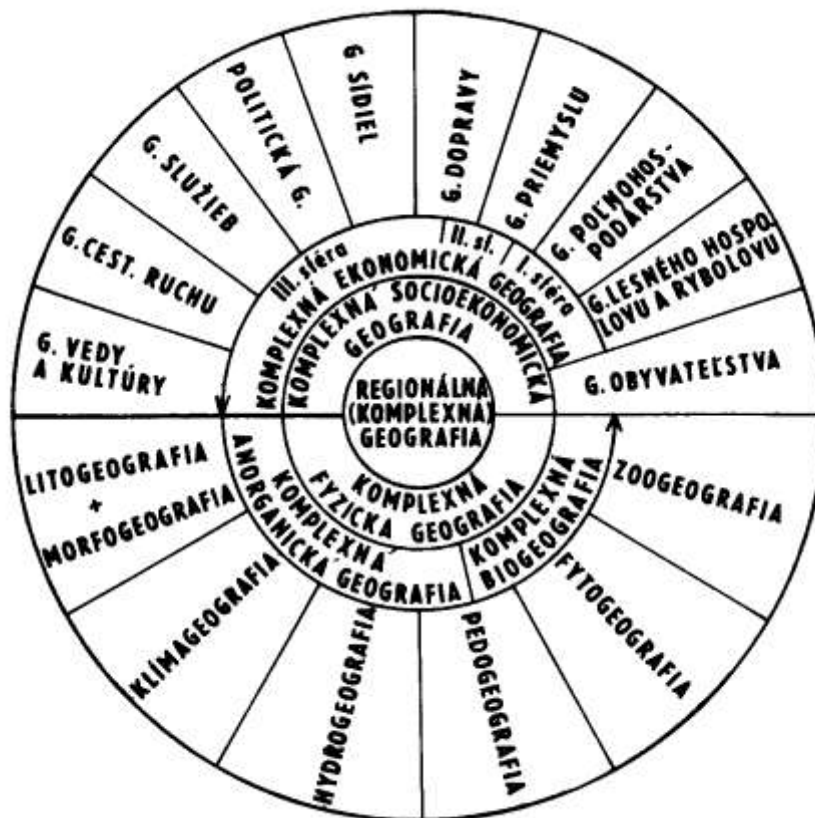 G. VEDY
A KULTÚRY
G. CEST. RUCHU
G. SLUŽIEB
POLITICKÁ G.
G SÍDIEL
G. DOPRAVY
G. PRIEMYSLU
G. POĽNOHOS-
PODÁRSTVA
G. LESNÉHO HOSPO.
LOVU A RYBOLOVU
G. OBYVATEĽSTVA
III. sféra
II. sf.
I. sféra
KOMPLEXNÁ EKONOMICKÁ GEOGRAFIA
KOMPLEXNÁ SOCIOEKONOMICKÁ
GEOGRAFIA
REGIONÁLNA
(KOMPLEXNA)
GEOGRAFIA
KOMPLEXNÁ
FYZICKÁ GEOGRAFIA
KOMPLEXNÁ
ANORGANICKÁ GEOGRAFIA
KOMPLEXNÁ
BIOGEOGRAFIA
LITOGEOGRAFIA
+
MORFOGEOGRAFIA
KLÍMAGEOGRAFIA
HYDROGEOGRAFIA
PEDOGEOGRAFIA
FYTOGEOGRAFIA
ZOOGEOGRAFIA